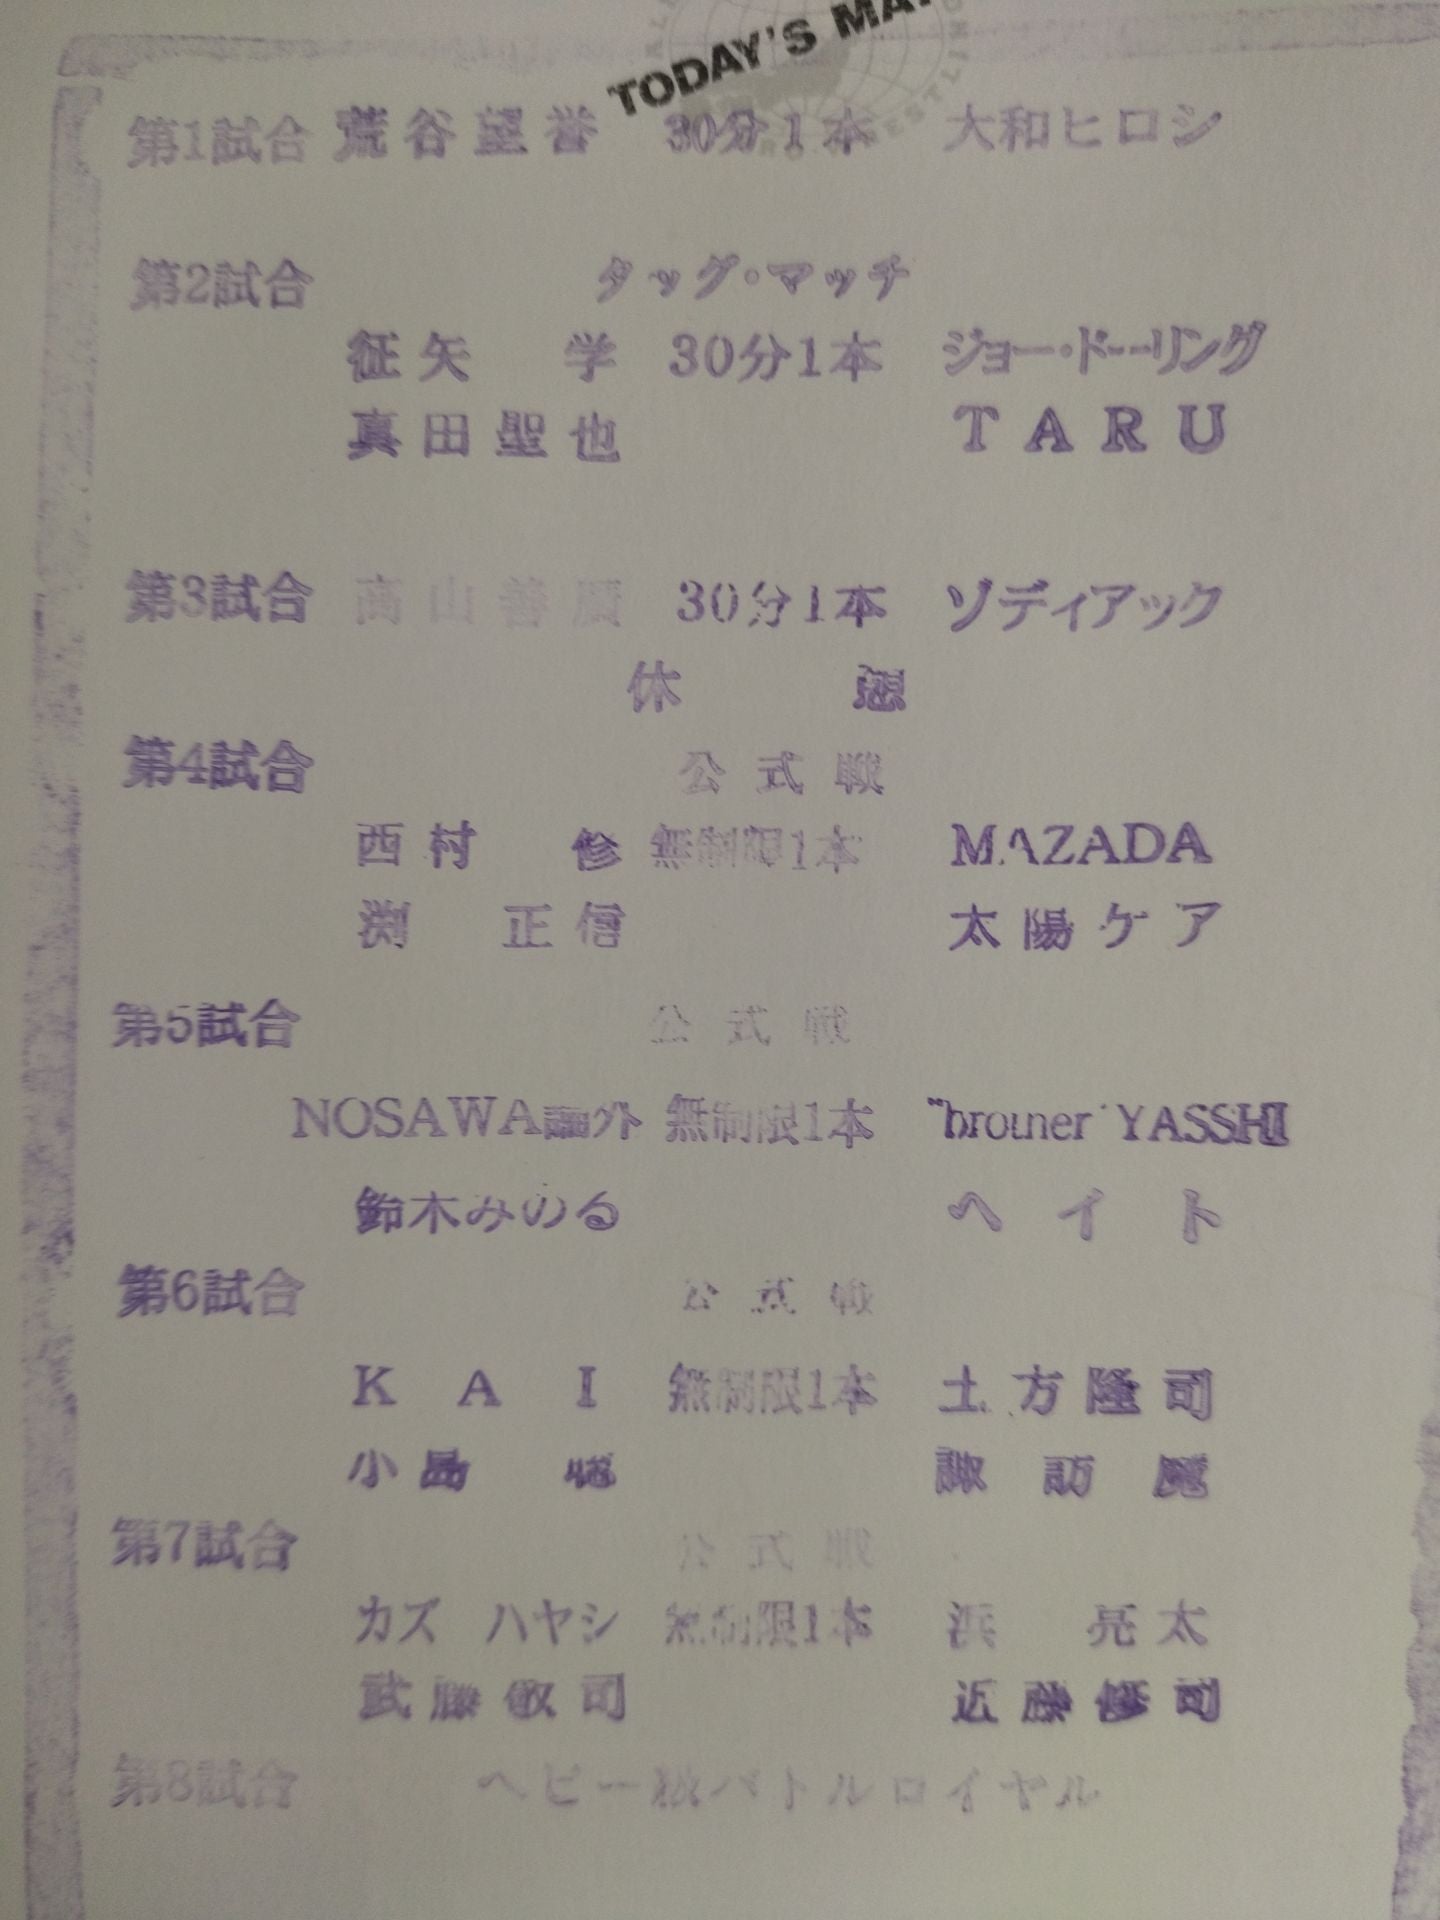 TODAY'S MA
第1試合 荒谷望誉 30分1本 大和ヒロシ
第2試合 タッグ・マッチ
征矢 学 30分1本 ジョー・ドーリング
真田聖也 TARU
第3試合 高山善廣 30分1本 ゾディアック
休 憩
第4試合 公式戦
西村 修 無制限1本 MAZADA
渕 正信 太陽ケア
第5試合 公式戦
NOSAWA論外 無制限1本 "brother" YASSHI
鈴木みのる ヘイト
第6試合 公式戦
KAI 無制限1本 土方隆司
小島 聡 諏訪魔
第7試合 公式戦
カズ ハヤシ 無制限1本 浜 亮太
武藤敬司 近藤修司
第8試合 ヘビー級バトルロイヤル